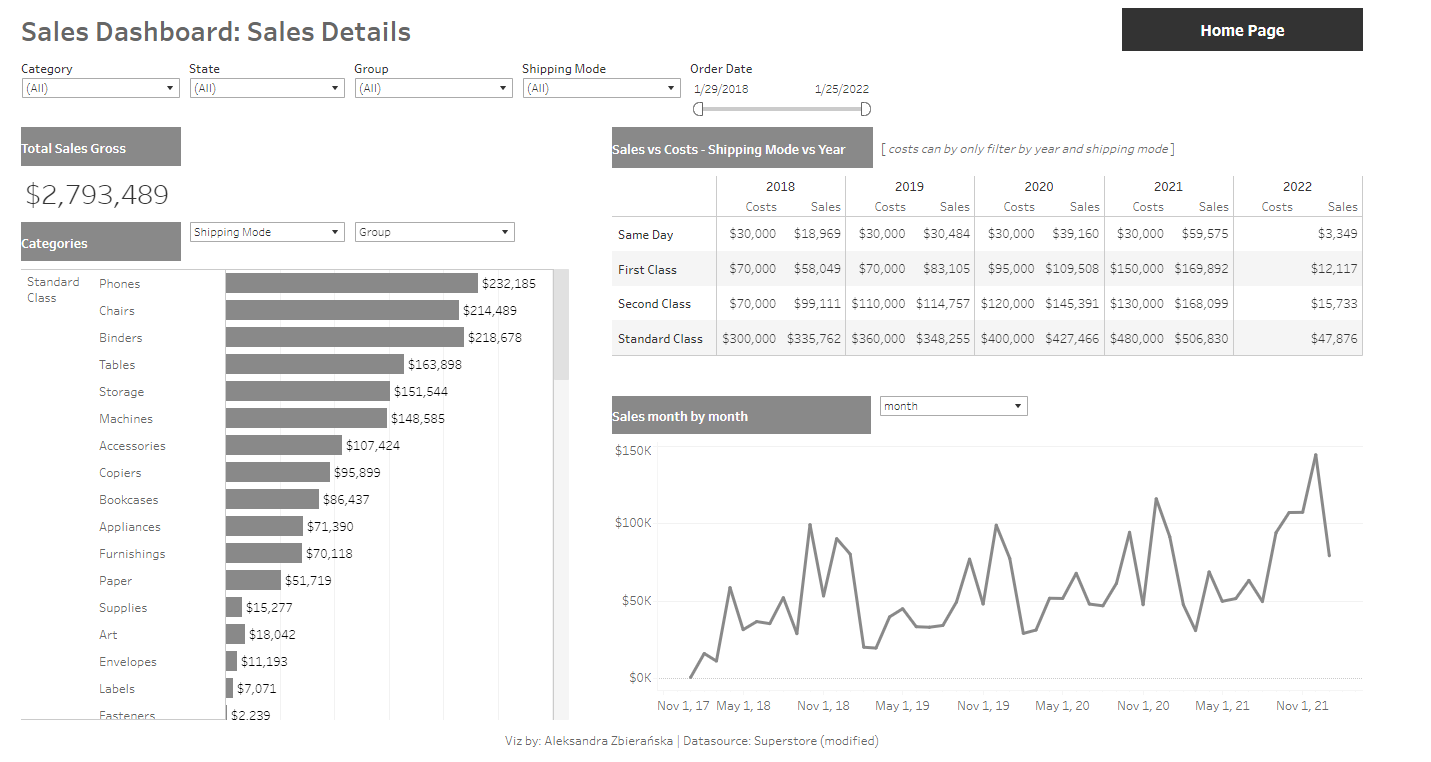 Sales Dashboard: Sales Details
Home Page
Category State Group Shipping Mode Order Date
(All) (All) (All) (All) 1/29/2018 1/25/2022
Total Sales Gross
$2,793,489
Categories
Shipping Mode Group
Standard Class
Phones $232,185
Chairs $214,489
Binders $218,678
Tables $163,898
Storage $151,544
Machines $148,585
Accessories $107,424
Copiers $95,899
Bookcases $86,437
Appliances $71,390
Furnishings $70,118
Paper $51,719
Supplies $15,277
Art $18,042
Envelopes $11,193
Labels $7,071
Fasteners $2,239
Sales vs Costs - Shipping Mode vs Year [ costs can by only filter by year and shipping mode ]
2018 2019 2020 2021 2022
Costs Sales Costs Sales Costs Sales Costs Sales Costs Sales
Same Day $30,000 $18,969 $30,000 $30,484 $30,000 $39,160 $30,000 $59,575 $3,349
First Class $70,000 $58,049 $70,000 $83,105 $95,000 $109,508 $150,000 $169,892 $12,117
Second Class $70,000 $99,111 $110,000 $114,757 $120,000 $145,391 $130,000 $168,099 $15,733
Standard Class $300,000 $335,762 $360,000 $348,255 $400,000 $427,466 $480,000 $506,830 $47,876
Sales month by month
month
$150K
$100K
$50K
$0K
Nov 1, 17 May 1, 18 Nov 1, 18 May 1, 19 Nov 1, 19 May 1, 20 Nov 1, 20 May 1, 21 Nov 1, 21
Viz by: Aleksandra Zbierańska | Datasource: Superstore (modified)